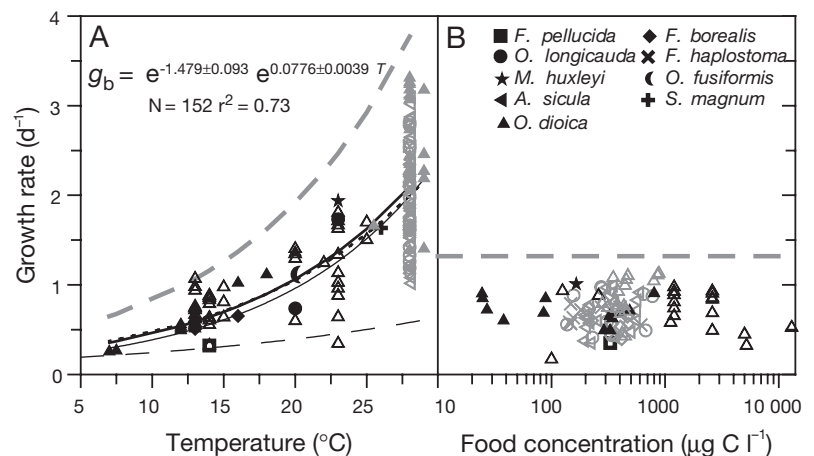 A
g_b = e^-1.479±0.093 e^0.0776±0.0039 T
N = 152 r² = 0.73
Growth rate (d⁻¹)
4
3
2
1
0
5 10 15 20 25
Temperature (°C)
B
F. pellucida
O. longicauda
M. huxleyi
A. sicula
O. dioica
F. borealis
F. haplostoma
O. fusiformis
S. magnum
10 100 1000 10 000
Food concentration (µg C l⁻¹)